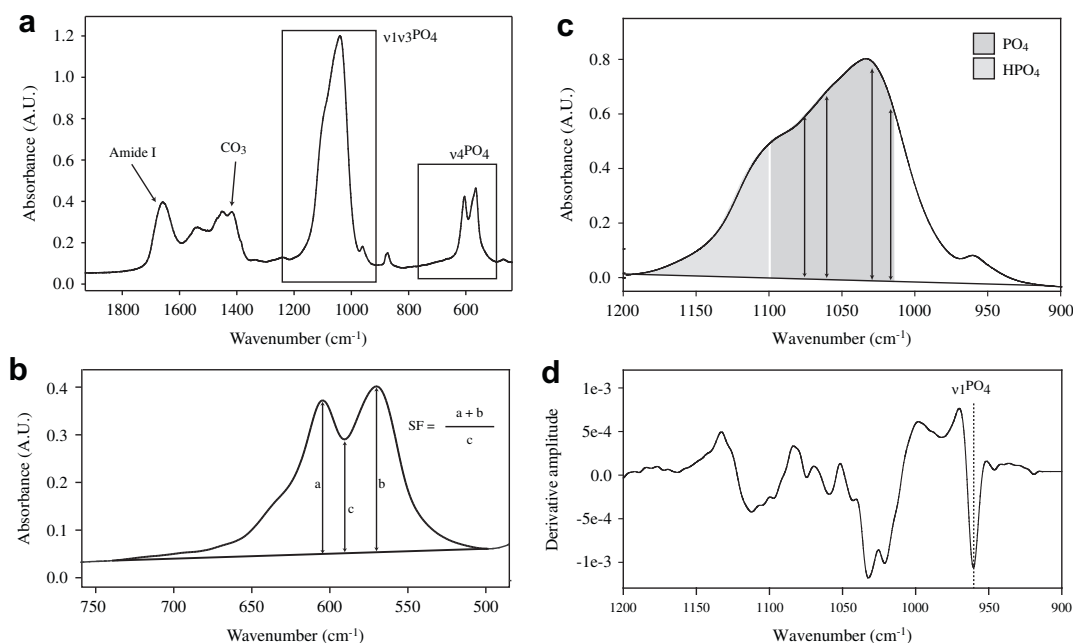 a
1.2
1.0
0.8
0.6
0.4
0.2
0.0
Absorbance (A.U.)
ν1ν3PO4
ν4PO4
Amide I
CO3
1800 1600 1400 1200 1000 800 600
Wavenumber (cm-1)
b
0.4
0.3
0.2
0.1
0.0
Absorbance (A.U.)
SF = a + b
c
a
c
b
750 700 650 600 550 500
Wavenumber (cm-1)
c
PO4
HPO4
0.8
0.6
0.4
0.2
0.0
Absorbance (A.U.)
1200 1150 1100 1050 1000 950 900
Wavenumber (cm-1)
d
ν1PO4
1e-3
5e-4
0.0
-5e-4
-1e-3
Derivative amplitude
1200 1150 1100 1050 1000 950 900
Wavenumber (cm-1)